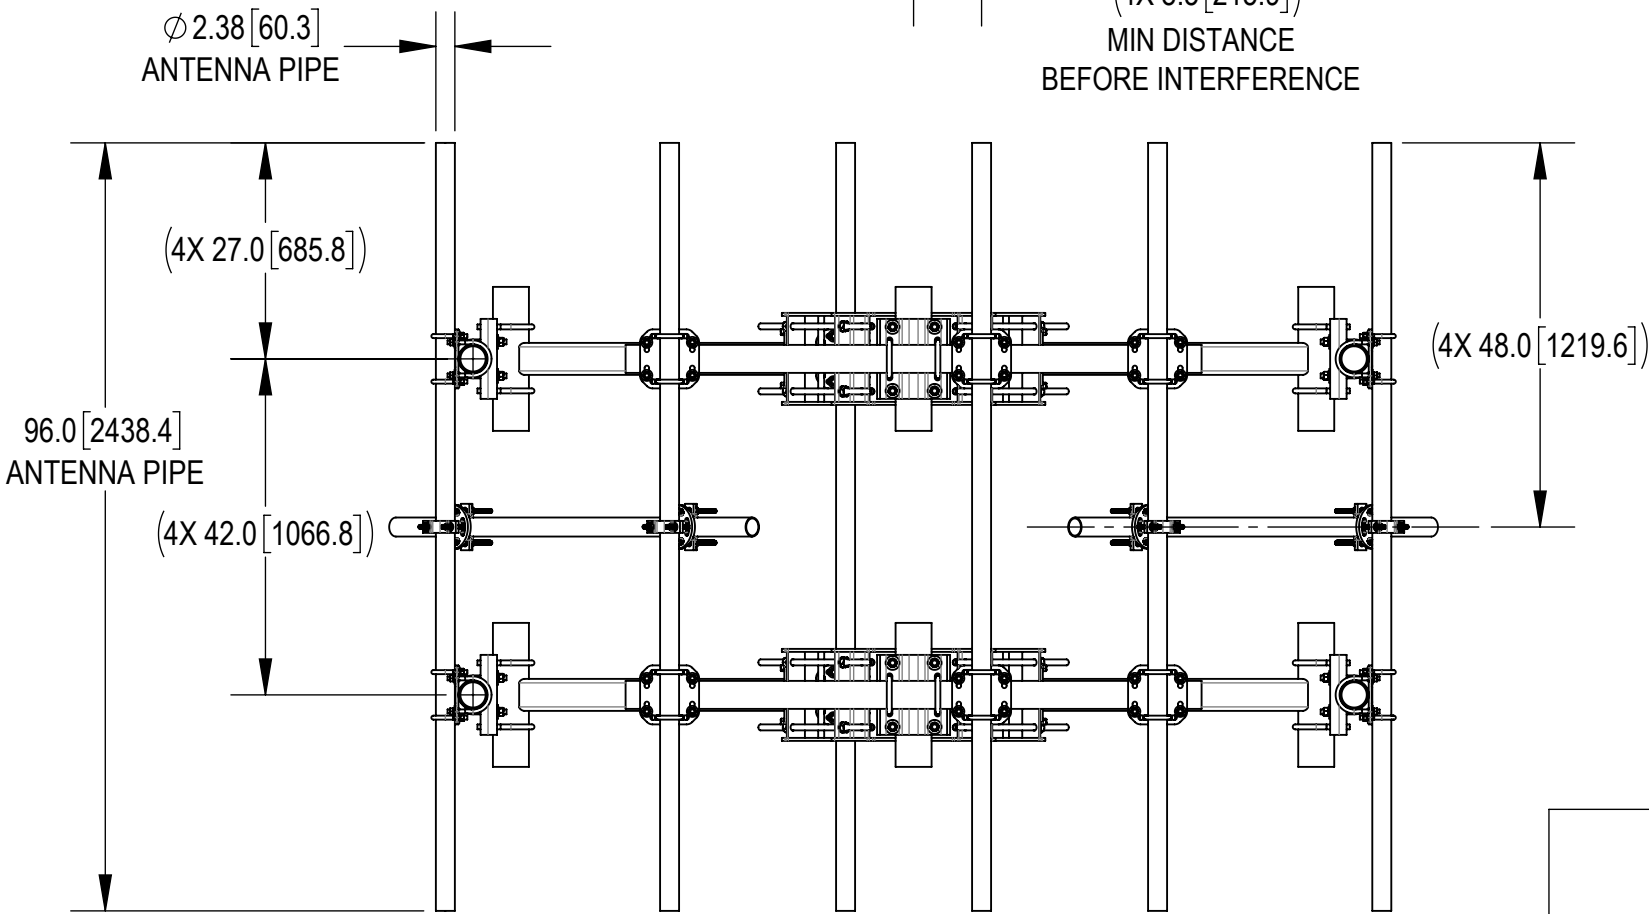 ⌀2.38[60.3]
ANTENNA PIPE
MIN DISTANCE
BEFORE INTERFERENCE
(4X 27.0[685.8])
(4X 48.0[1219.6])
96.0[2438.4]
ANTENNA PIPE
(4X 42.0[1066.8])